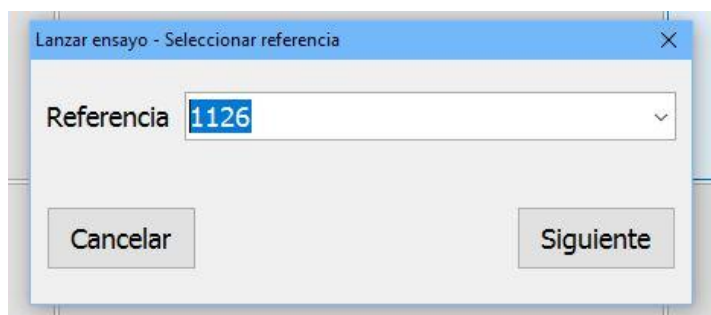 Lanzar ensayo - Seleccionar referencia
Referencia 1126
Cancelar Siguiente